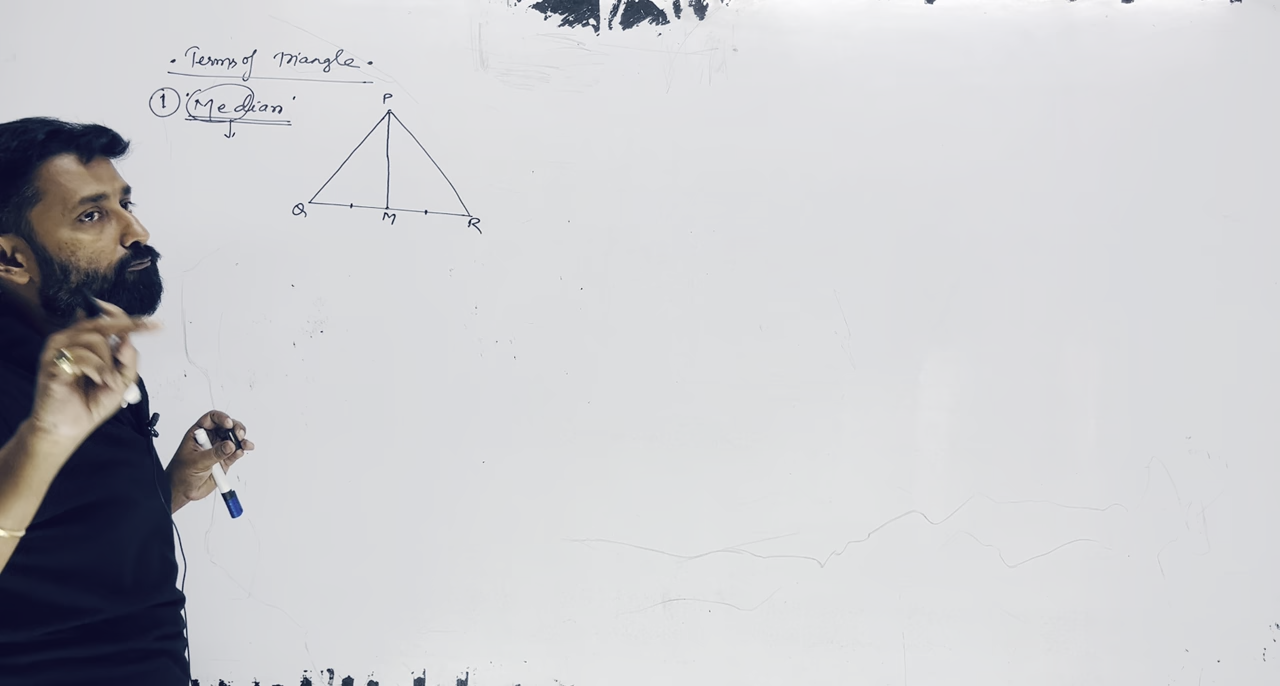 . Terms of Triangle .
① 'Median'
P
Q M R